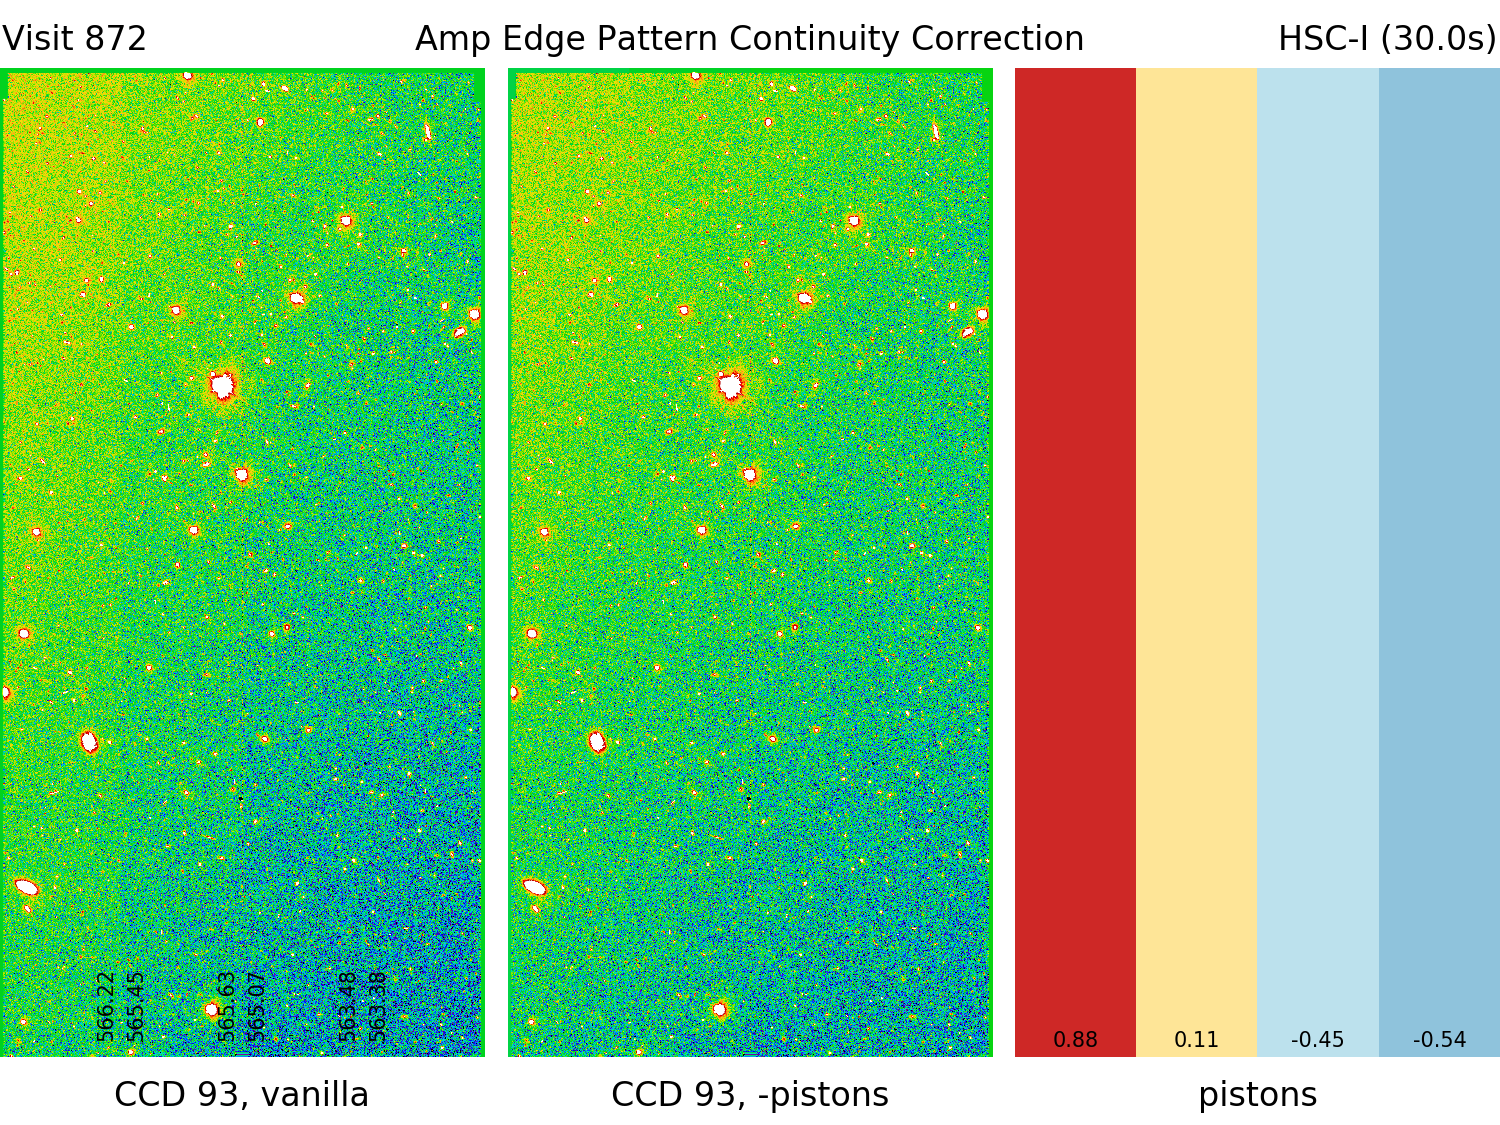 Visit 872
Amp Edge Pattern Continuity Correction
HSC-I (30.0s)
566.22
565.45
565.63
565.07
563.48
563.38
0.88
0.11
-0.45
-0.54
CCD 93, vanilla
CCD 93, -pistons
pistons